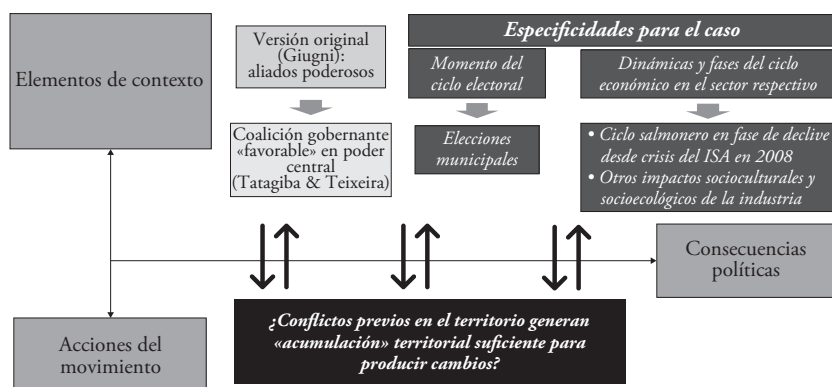 Elementos de contexto
Versión original
(Giugni):
aliados poderosos
Coalición gobernante
«favorable» en poder
central
(Tatagiba & Teixeira)
Especificidades para el caso
Momento del
ciclo electoral
Elecciones
municipales
Dinámicas y fases del ciclo
económico en el sector respectivo
• Ciclo salmonero en fase de declive
desde crisis del ISA en 2008
• Otros impactos socioculturales y
socioecológicos de la industria
Consecuencias
políticas
Acciones del
movimiento
¿Conflictos previos en el territorio generan
«acumulación» territorial suficiente para
producir cambios?